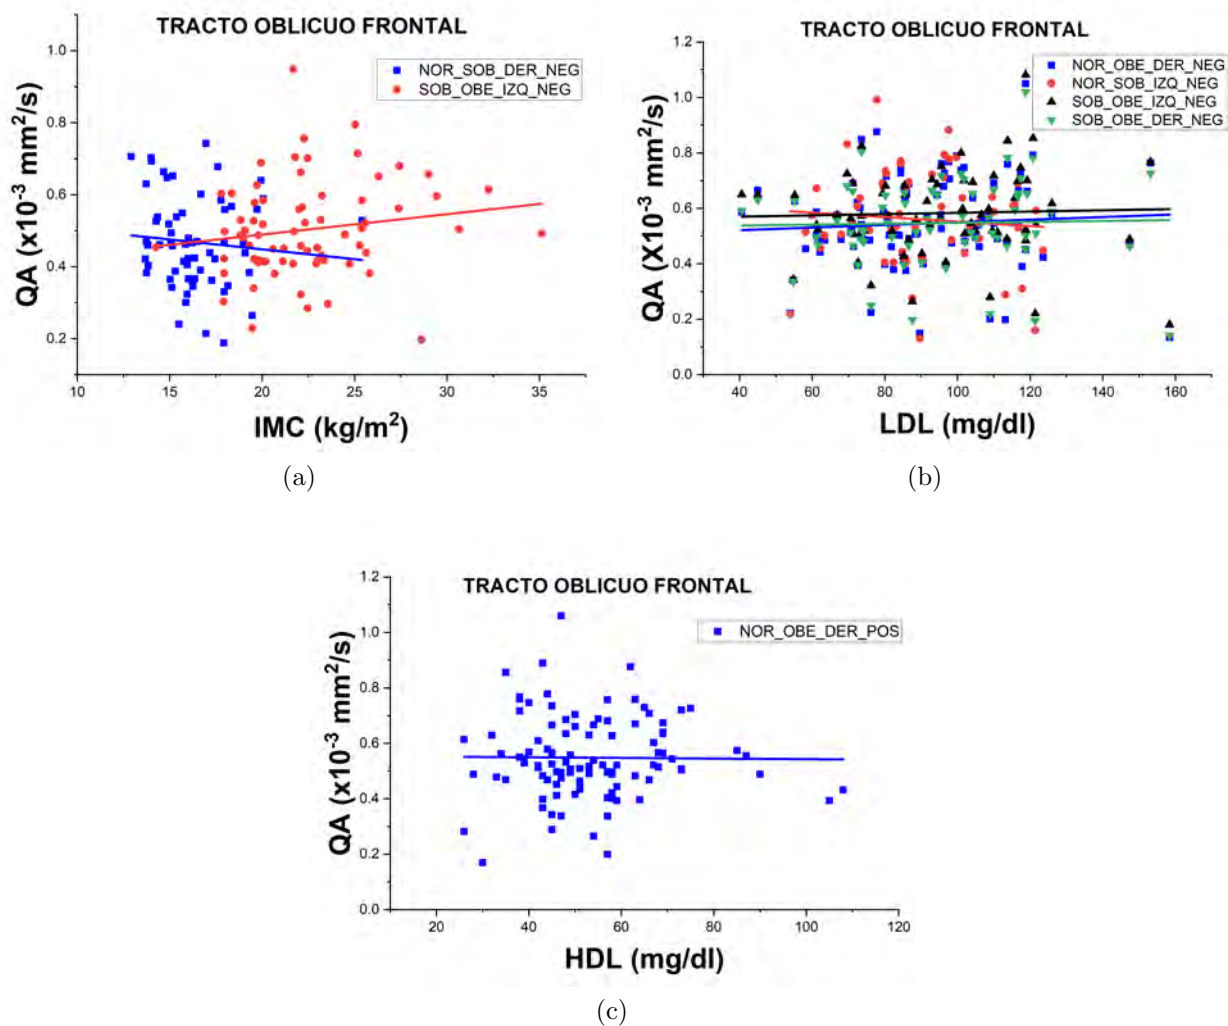 TRACTO OBLICUO FRONTAL
NOR_SOB_DER_NEG
SOB_OBE_IZQ_NEG
QA (x10⁻³ mm²/s)
1.0
0.8
0.6
0.4
0.2
10 15 20 25 30 35
IMC (kg/m²)
(a)
TRACTO OBLICUO FRONTAL
NOR_OBE_DER_NEG
NOR_SOB_IZQ_NEG
SOB_OBE_IZQ_NEG
SOB_OBE_DER_NEG
QA (X10⁻³ mm²/s)
1.2
1.0
0.8
0.6
0.4
0.2
0.0
40 60 80 100 120 140 160
LDL (mg/dl)
(b)
TRACTO OBLICUO FRONTAL
NOR_OBE_DER_POS
QA (x10⁻³ mm²/s)
1.2
1.0
0.8
0.6
0.4
0.2
0.0
20 40 60 80 100 120
HDL (mg/dl)
(c)